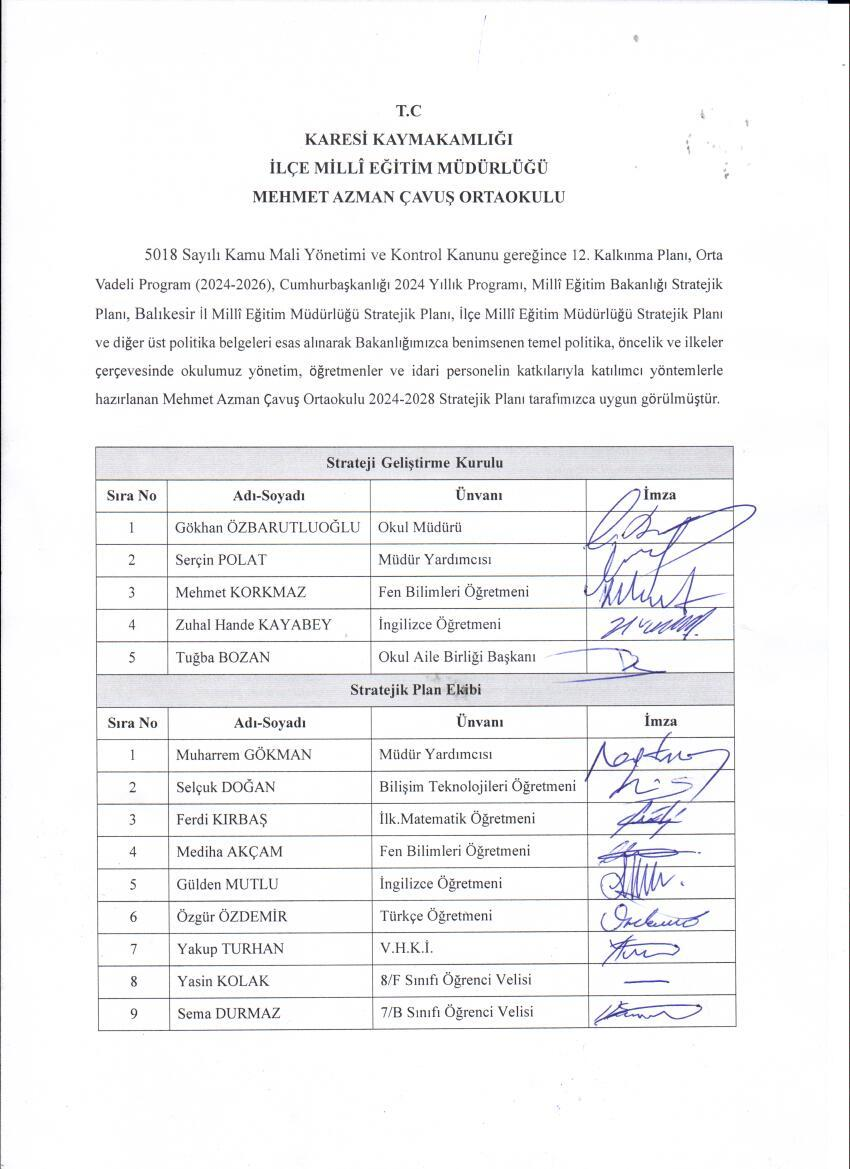 T.C
KARESİ KAYMAKAMLIĞI
İLÇE MİLLÎ EĞİTİM MÜDÜRLÜĞÜ
MEHMET AZMAN ÇAVUŞ ORTAOKULU
5018 Sayılı Kamu Mali Yönetimi ve Kontrol Kanunu gereğince 12. Kalkınma Planı, Orta
Vadeli Program (2024-2026), Cumhurbaşkanlığı 2024 Yıllık Programı, Millî Eğitim Bakanlığı Stratejik
Planı, Balıkesir İl Millî Eğitim Müdürlüğü Stratejik Planı, İlçe Millî Eğitim Müdürlüğü Stratejik Planı
ve diğer üst politika belgeleri esas alınarak Bakanlığımızca benimsenen temel politika, öncelik ve ilkeler
çerçevesinde okulumuz yönetim, öğretmenler ve idari personelin katkılarıyla katılımcı yöntemlerle
hazırlanan Mehmet Azman Çavuş Ortaokulu 2024-2028 Stratejik Planı tarafımızca uygun görülmüştür.
Strateji Geliştirme Kurulu
Sıra No Adı-Soyadı Ünvanı İmza
1 Gökhan ÖZBARUTLUOĞLU Okul Müdürü
2 Serçin POLAT Müdür Yardımcısı
3 Mehmet KORKMAZ Fen Bilimleri Öğretmeni
4 Zuhal Hande KAYABEY İngilizce Öğretmeni
5 Tuğba BOZAN Okul Aile Birliği Başkanı
Stratejik Plan Ekibi
Sıra No Adı-Soyadı Ünvanı İmza
1 Muharrem GÖKMAN Müdür Yardımcısı
2 Selçuk DOĞAN Bilişim Teknolojileri Öğretmeni
3 Ferdi KIRBAŞ İlk.Matematik Öğretmeni
4 Mediha AKÇAM Fen Bilimleri Öğretmeni
5 Gülden MUTLU İngilizce Öğretmeni
6 Özgür ÖZDEMİR Türkçe Öğretmeni
7 Yakup TURHAN V.H.K.İ.
8 Yasin KOLAK 8/F Sınıfı Öğrenci Velisi
9 Sema DURMAZ 7/B Sınıfı Öğrenci Velisi